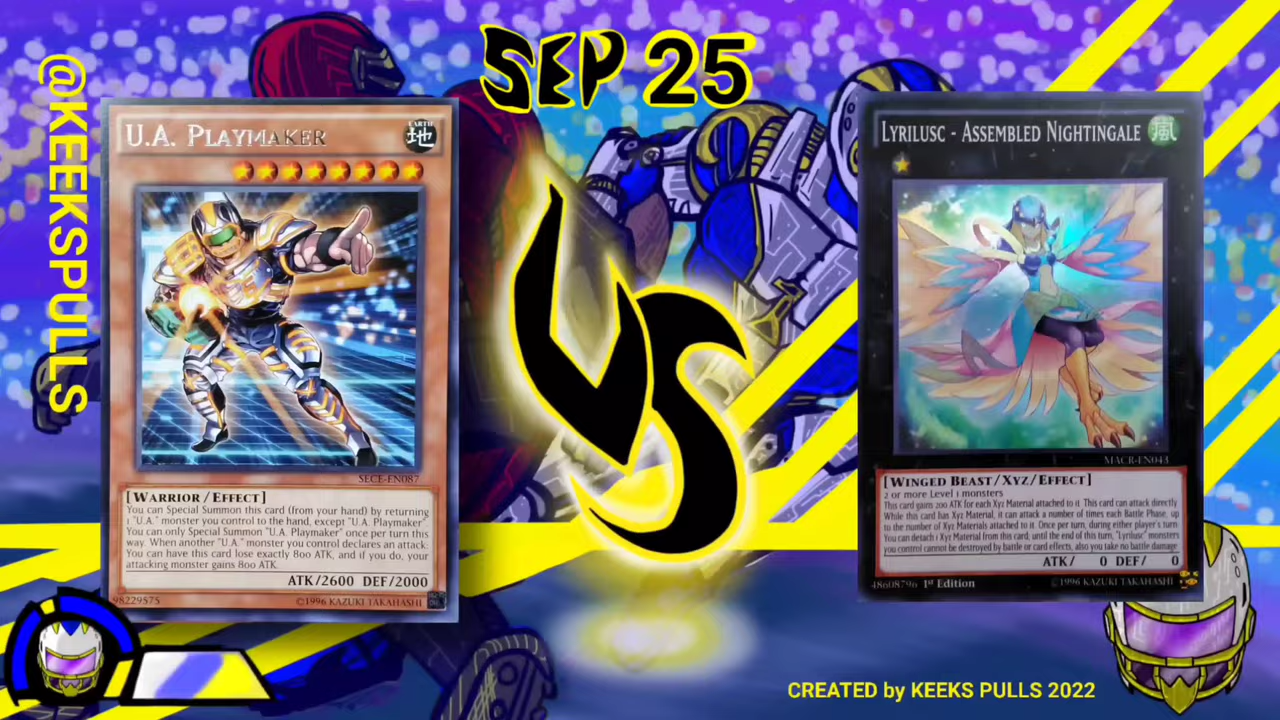 SEP 25
@KEEKSPULLS
U.A. PLAYMAKER
EARTH
地
SECE-EN087
[WARRIOR/EFFECT]
You can Special Summon this card (from your hand) by returning
1 "U.A." monster you control to the hand, except "U.A. Playmaker"
You can only Special Summon "U.A. Playmaker" once per turn this
way. When another "U.A." monster you control declares an attack:
You can have this card lose exactly 800 ATK, and if you do, your
attacking monster gains 800 ATK.
ATK/2600 DEF/2000
98229575
©1996 KAZUKI TAKAHASHI
VS
LYRILUSC - ASSEMBLED NIGHTINGALE
MACR-EN043
[WINGED BEAST/XYZ/EFFECT]
2 or more Level 1 monsters
This card gains 200 ATK for each Xyz Material attached to it. This card can attack directly
While this card has Xyz Material, it can attack a number of times each Battle Phase, up
to the number of Xyz Materials attached to it. Once per turn, during either player's turn
You can detach 1 Xyz Material from this card; until the end of this turn, "Lyrilusc" monsters
you control cannot be destroyed by battle or card effects, also you take no battle damage
ATK/ 0 DEF/ 0
48608796 1st Edition
©1996 KAZUKI TAKAHASHI
CREATED by KEEKS PULLS 2022